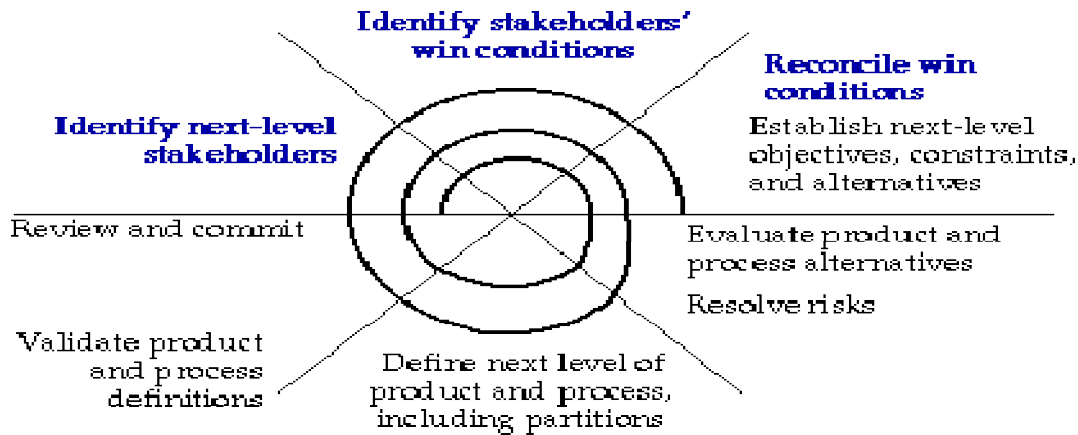 Identify stakeholders'
win conditions
Reconcile win
conditions
Identify next-level
stakeholders
Establish next-level
objectives, constraints,
and alternatives
Review and commit
Evaluate product and
process alternatives
Resolve risks
Validate product
and process
definitions
Define next level of
product and process,
including partitions